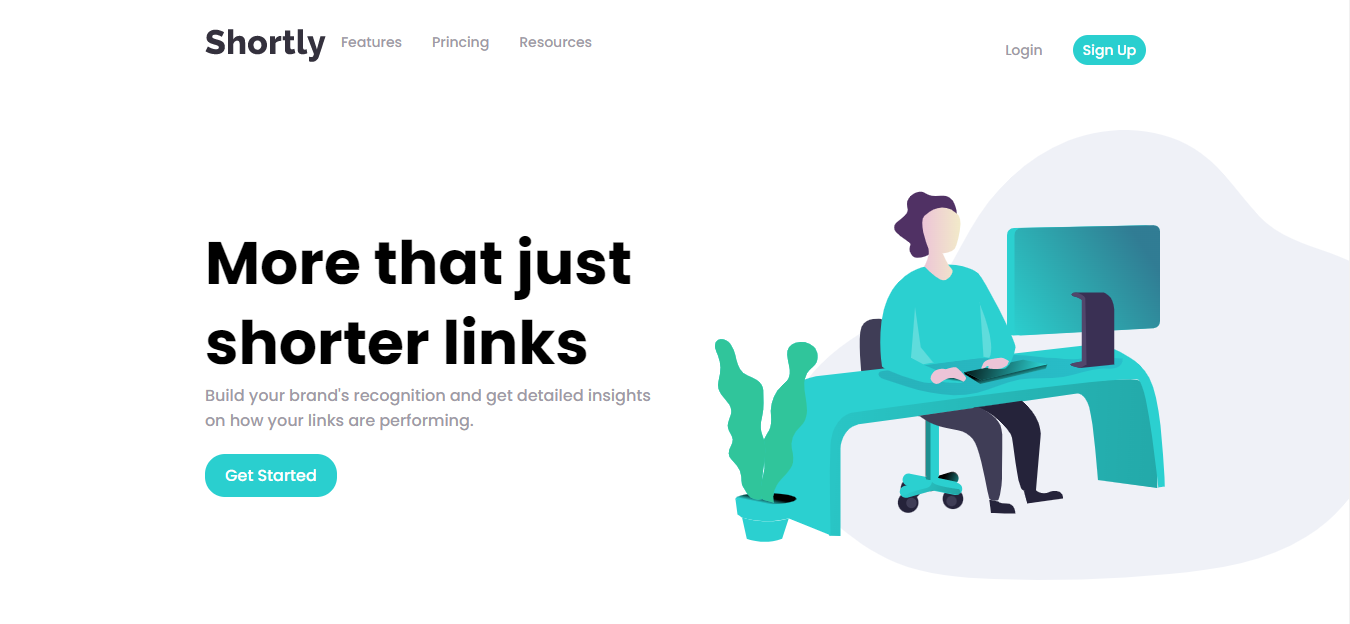 Shortly Features Princing Resources Login Sign Up
More that just
shorter links
Build your brand's recognition and get detailed insights
on how your links are performing.
Get Started